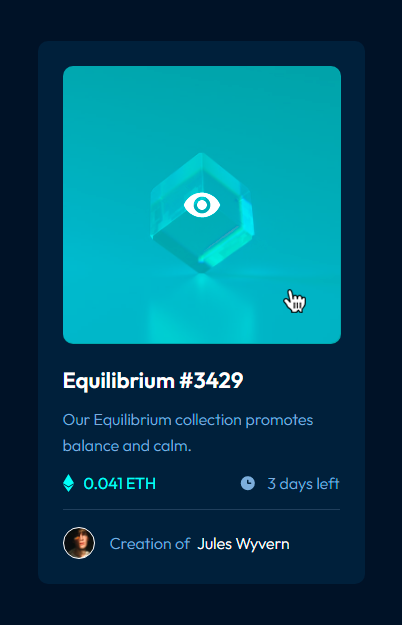 Equilibrium #3429
Our Equilibrium collection promotes
balance and calm.
0.041 ETH
3 days left
Creation of Jules Wyvern